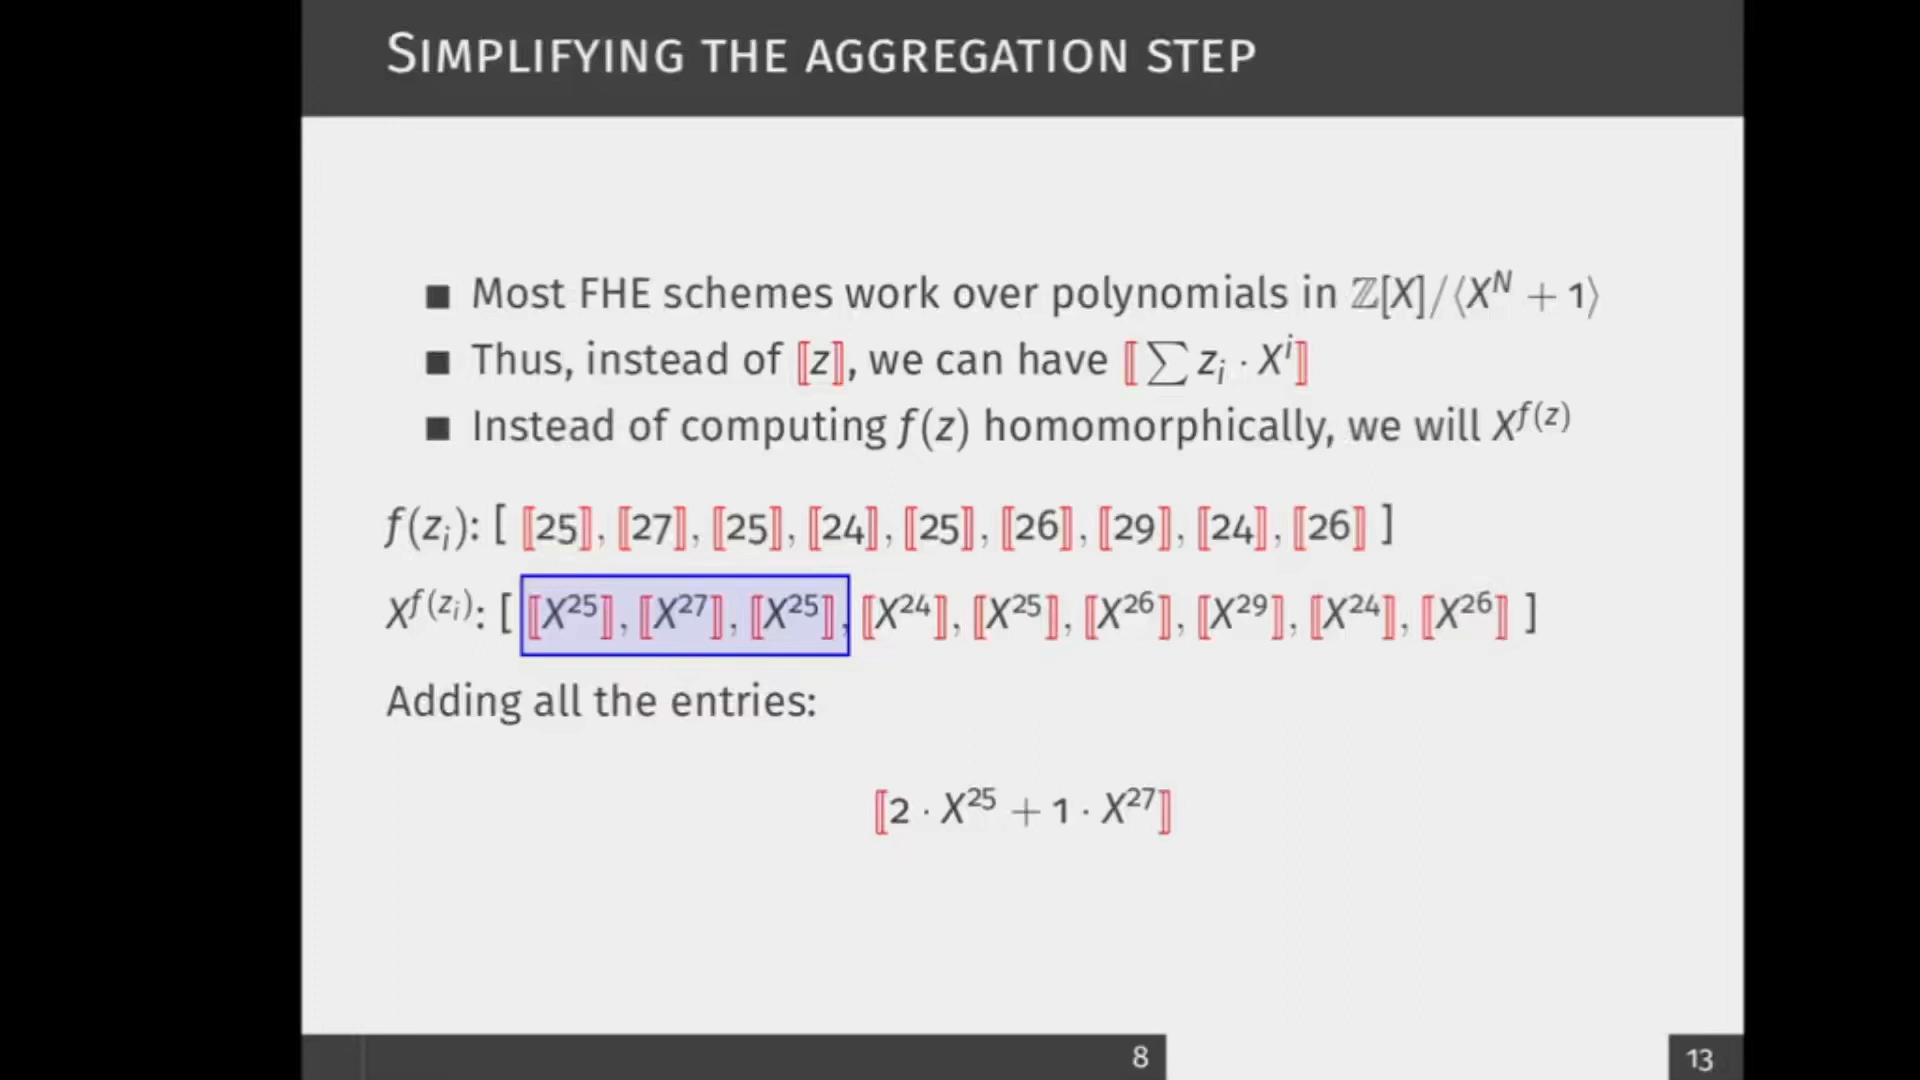 SIMPLIFYING THE AGGREGATION STEP
■ Most FHE schemes work over polynomials in ℤ[X]/⟨X^N + 1⟩
■ Thus, instead of ⟦z⟧, we can have ⟦∑ z_i · X^i⟧
■ Instead of computing f(z) homomorphically, we will X^{f(z)}
f(z_i): [ ⟦25⟧, ⟦27⟧, ⟦25⟧, ⟦24⟧, ⟦25⟧, ⟦26⟧, ⟦29⟧, ⟦24⟧, ⟦26⟧ ]
X^{f(z_i)}: [ ⟦X^{25}⟧, ⟦X^{27}⟧, ⟦X^{25}⟧, ⟦X^{24}⟧, ⟦X^{25}⟧, ⟦X^{26}⟧, ⟦X^{29}⟧, ⟦X^{24}⟧, ⟦X^{26}⟧ ]
Adding all the entries:
⟦2 · X^{25} + 1 · X^{27}⟧
8
13